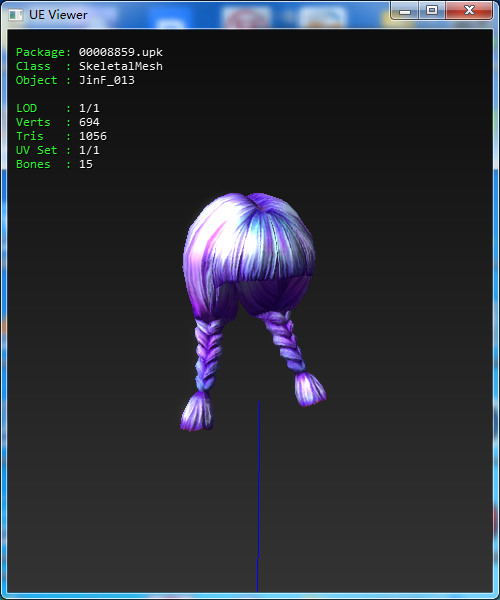 UE Viewer
Package: 00008859.upk
Class  : SkeletalMesh
Object : JinF_013
LOD    : 1/1
Verts  : 694
Tris   : 1056
UV Set : 1/1
Bones  : 15